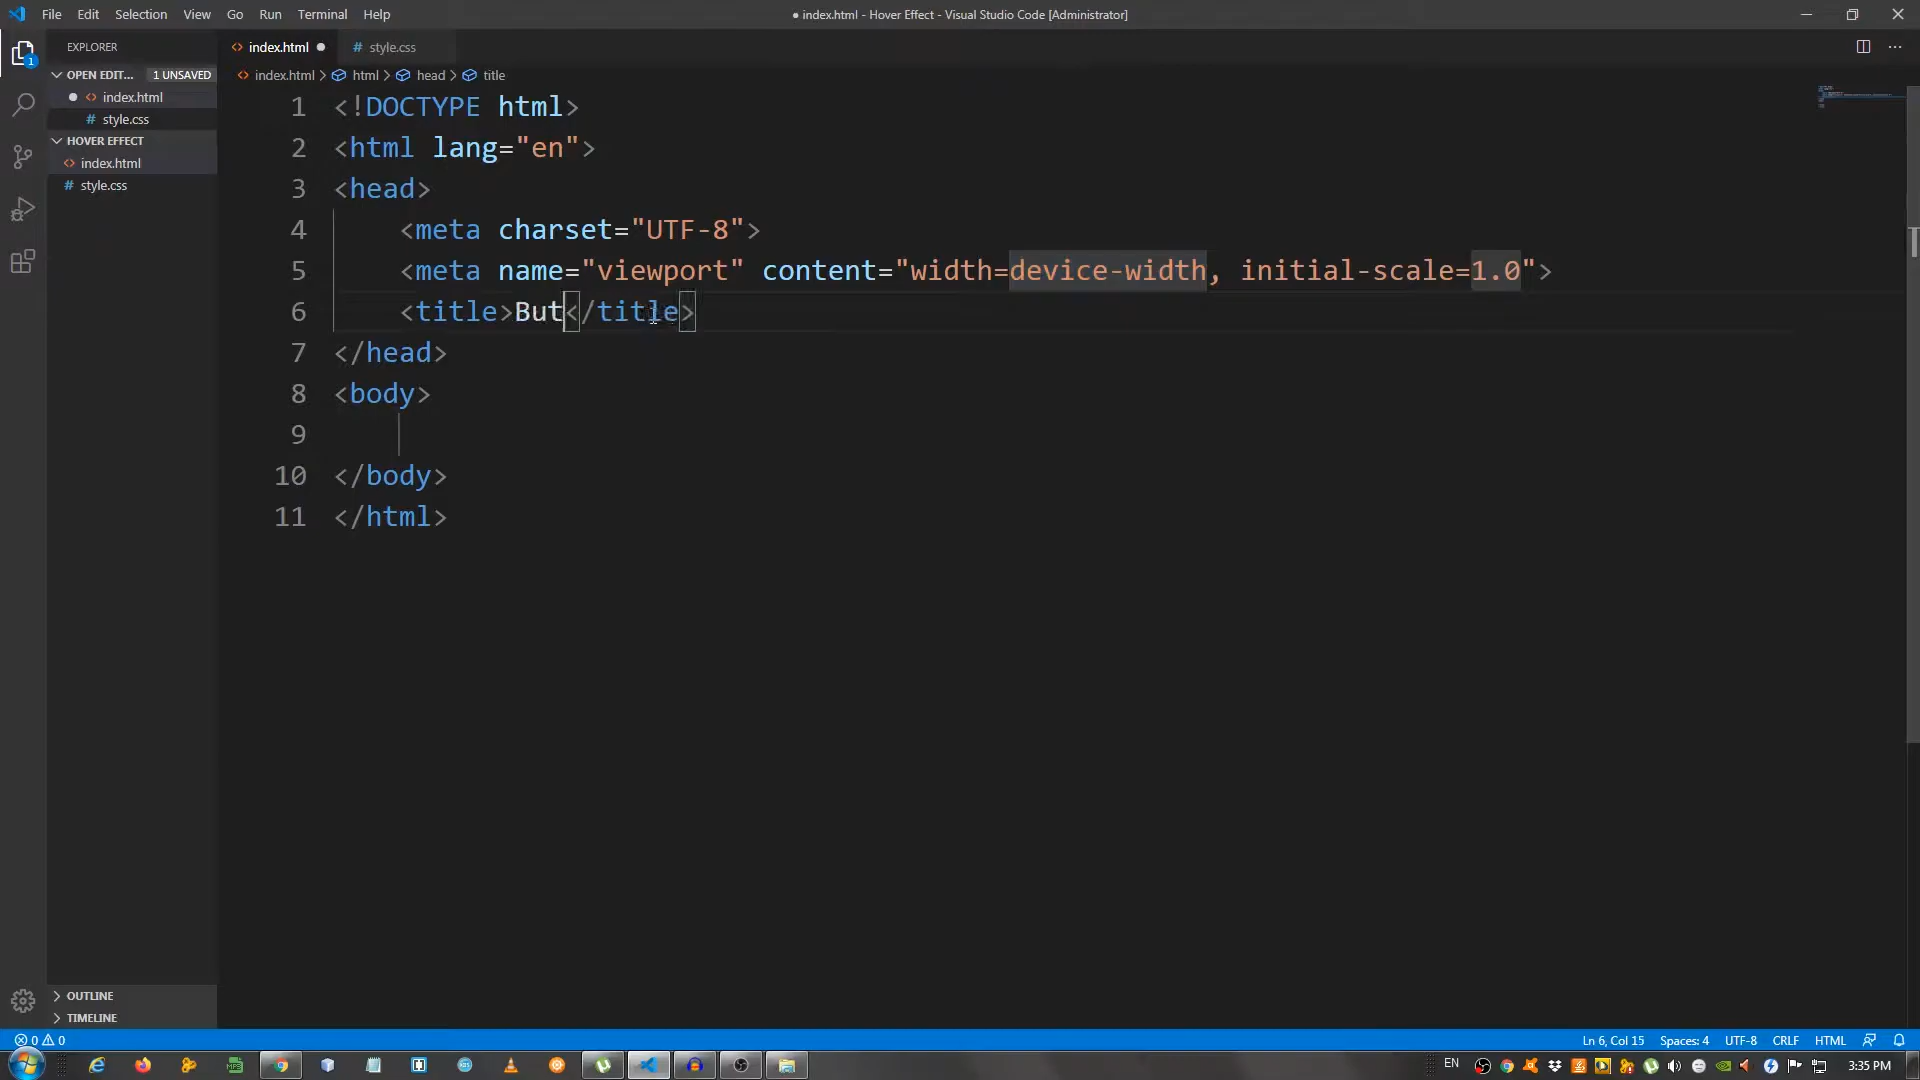 File Edit Selection View Go Run Terminal Help
● index.html - Hover Effect - Visual Studio Code [Administrator]
EXPLORER
index.html ●
# style.css
OPEN EDIT... 1 UNSAVED
index.html > html > head > title
● index.html
# style.css
HOVER EFFECT
index.html
# style.css
1 <!DOCTYPE html>
2 <html lang="en">
3 <head>
4 <meta charset="UTF-8">
5 <meta name="viewport" content="width=device-width, initial-scale=1.0">
6 <title>But</title>
7 </head>
8 <body>
9
10 </body>
11 </html>
1
OUTLINE
TIMELINE
0 0
Ln 6, Col 15 Spaces: 4 UTF-8 CRLF HTML
EN
3:35 PM